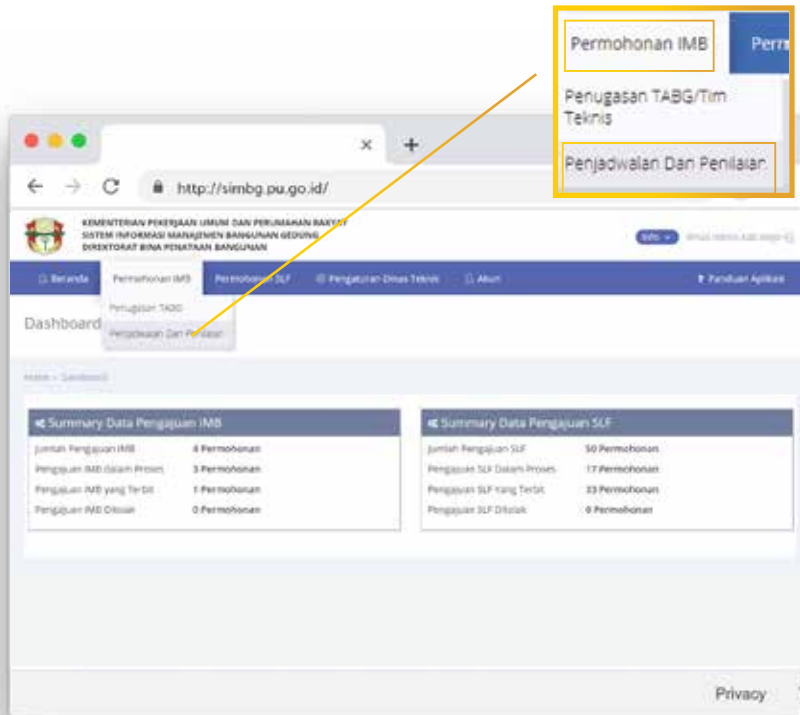 Permohonan IMB
Perm
Penugasan TABG/Tim
Teknis
Penjadwalan Dan Penilaian
http://simbg.pu.go.id/
KEMENTERIAN PEKERJAAN UMUM DAN PERUMAHAN RAKYAT
SISTEM INFORMASI MANAJEMEN BANGUNAN GEDUNG
DIREKTORAT BINA PENATAAN BANGUNAN
Info
Beranda
Permohonan IMB
Permohonan SLF
Pengaturan Dinas Teknis
Akun
Panduan Aplikasi
Penugasan TABG
Penjadwalan Dan Penilaian
Dashboard
Home
Dashboard
Summary Data Pengajuan IMB
Jumlah Pengajuan IMB 4 Permohonan
Pengajuan IMB Dalam Proses 3 Permohonan
Pengajuan IMB yang Terbit 1 Permohonan
Pengajuan IMB Ditolak 0 Permohonan
Summary Data Pengajuan SLF
Jumlah Pengajuan SLF 50 Permohonan
Pengajuan SLF Dalam Proses 17 Permohonan
Pengajuan SLF Yang Terbit 33 Permohonan
Pengajuan SLF Ditolak 0 Permohonan
Privacy